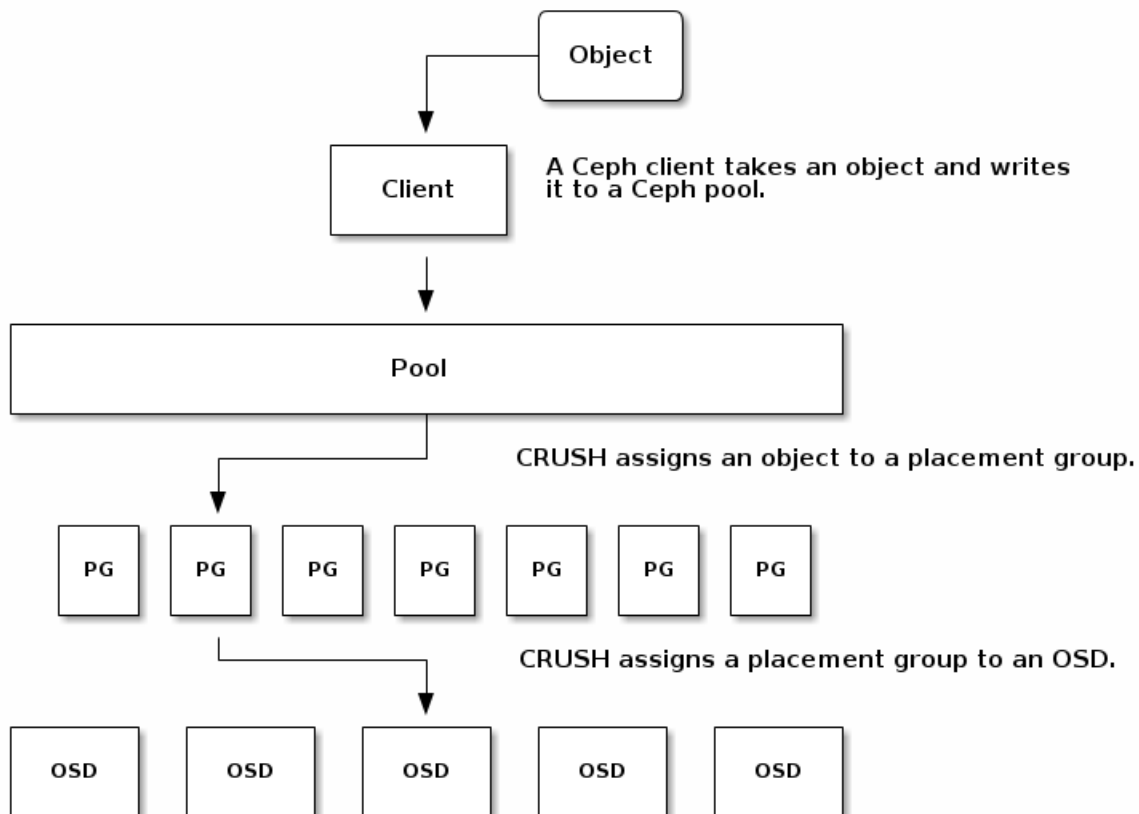 Object
Client
A Ceph client takes an object and writes
it to a Ceph pool.
Pool
CRUSH assigns an object to a placement group.
PG PG PG PG PG PG PG
CRUSH assigns a placement group to an OSD.
OSD OSD OSD OSD OSD